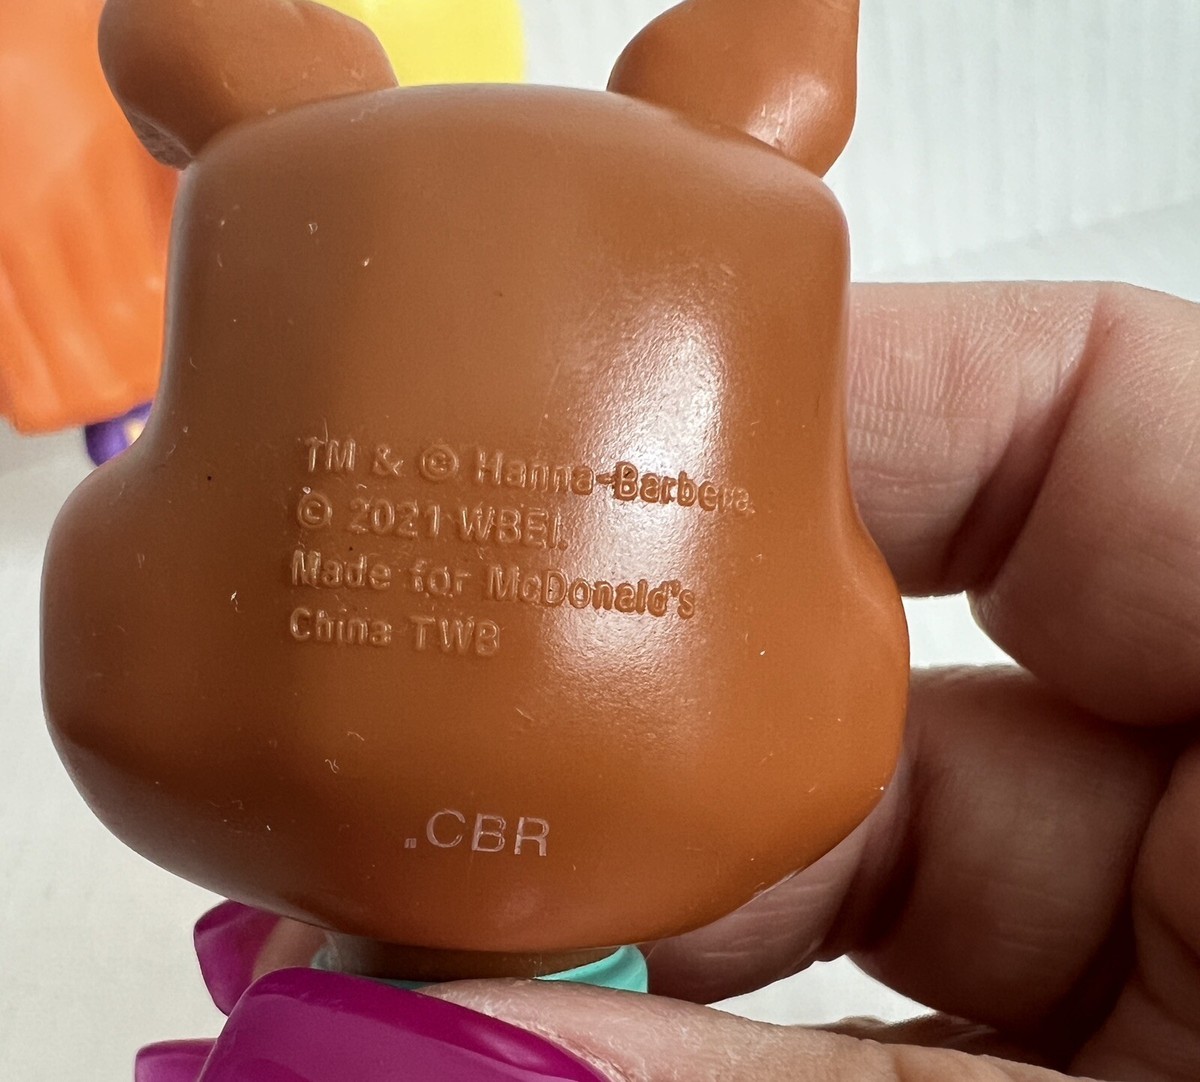 TM & © Hanna-Barbera.
© 2021 WBEI.
Made for McDonald's
China TWB
.CBR